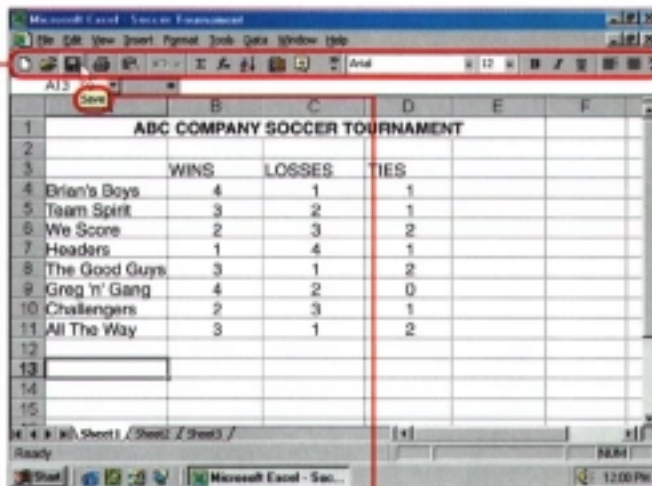 Microsoft Excel - Soccer Tournament
File Edit View Insert Format Tools Data Window Help
Arial 12 B I U
A13
Save
B C D E F
1 ABC COMPANY SOCCER TOURNAMENT
2
3 WINS LOSSES TIES
4 Brian's Boys 4 1 1
5 Team Spirit 3 2 1
6 We Score 2 3 2
7 Headers 1 4 1
8 The Good Guys 3 1 2
9 Greg 'n' Gang 4 2 0
10 Challengers 2 3 1
11 All The Way 3 1 2
12
13
14
15
Sheet1 / Sheet2 / Sheet3 /
Ready NUM
Start Microsoft Excel - Soc... 12:00 PM